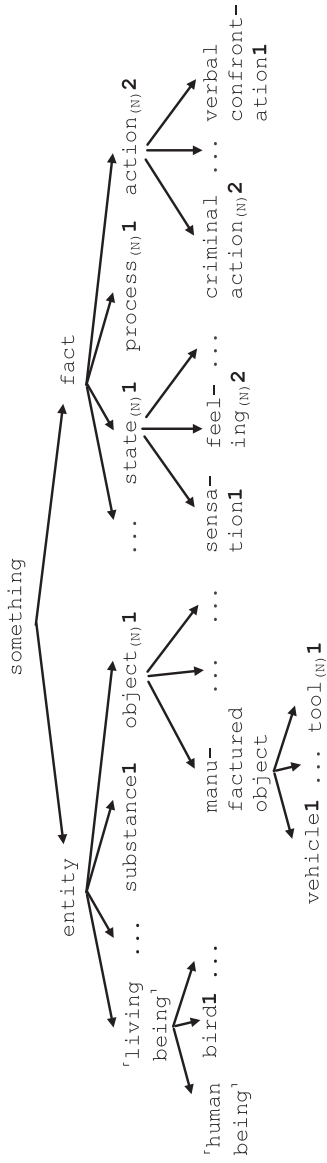 something
entity
fact
⌜living
being⌝
...
substance1
object(N)1
...
state(N)1
process(N)1
action(N)2
⌜human
being⌝
bird1
...
manu-
factured
object
...
...
sensa-
tion1
feel-
ing(N)2
...
criminal
action(N)2
...
verbal
confront-
ation1
vehicle1
...
tool(N)1